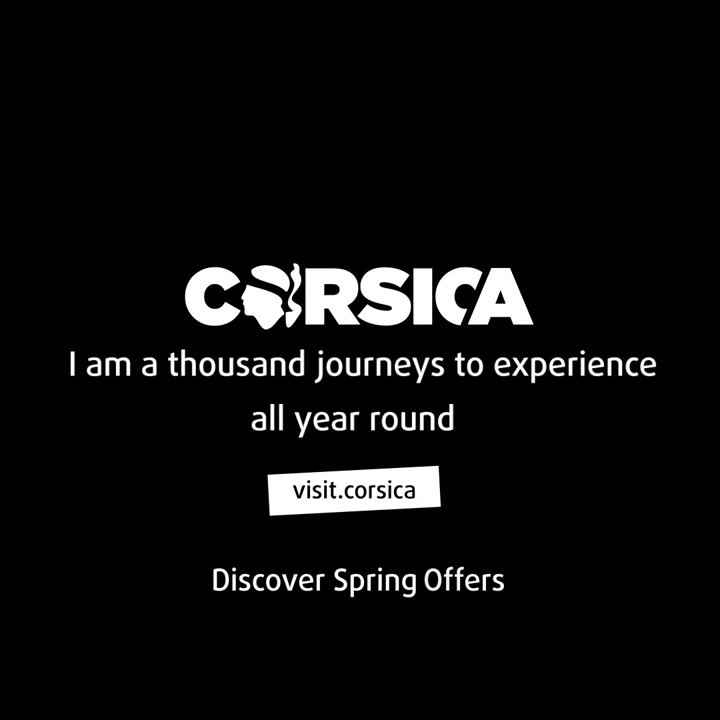 CORSICA
I am a thousand journeys to experience
all year round
visit.corsica
Discover Spring Offers